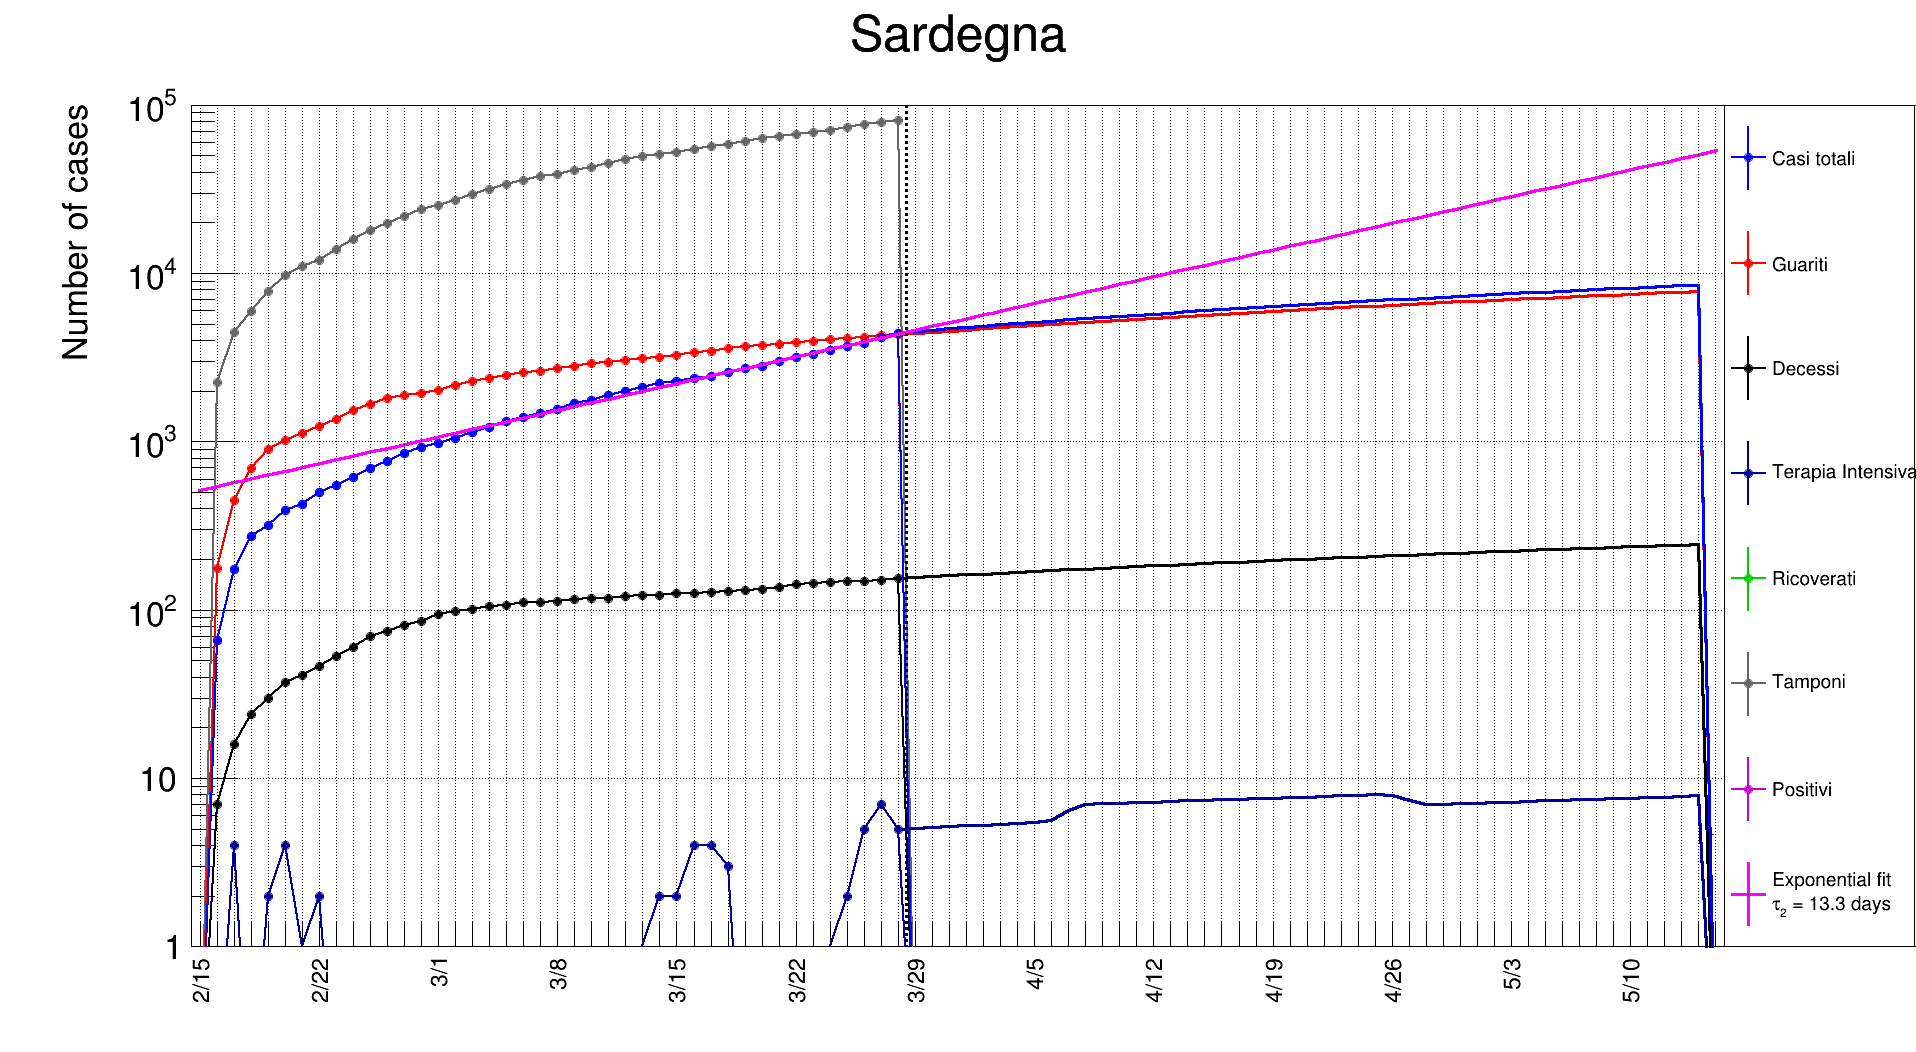 Sardegna
Number of cases
10^5
10^4
10^3
10^2
10
1
2/15
2/22
3/1
3/8
3/15
3/22
3/29
4/5
4/12
4/19
4/26
5/3
5/10
Casi totali
Guariti
Decessi
Terapia Intensiva
Ricoverati
Tamponi
Positivi
Exponential fit
τ_2 = 13.3 days